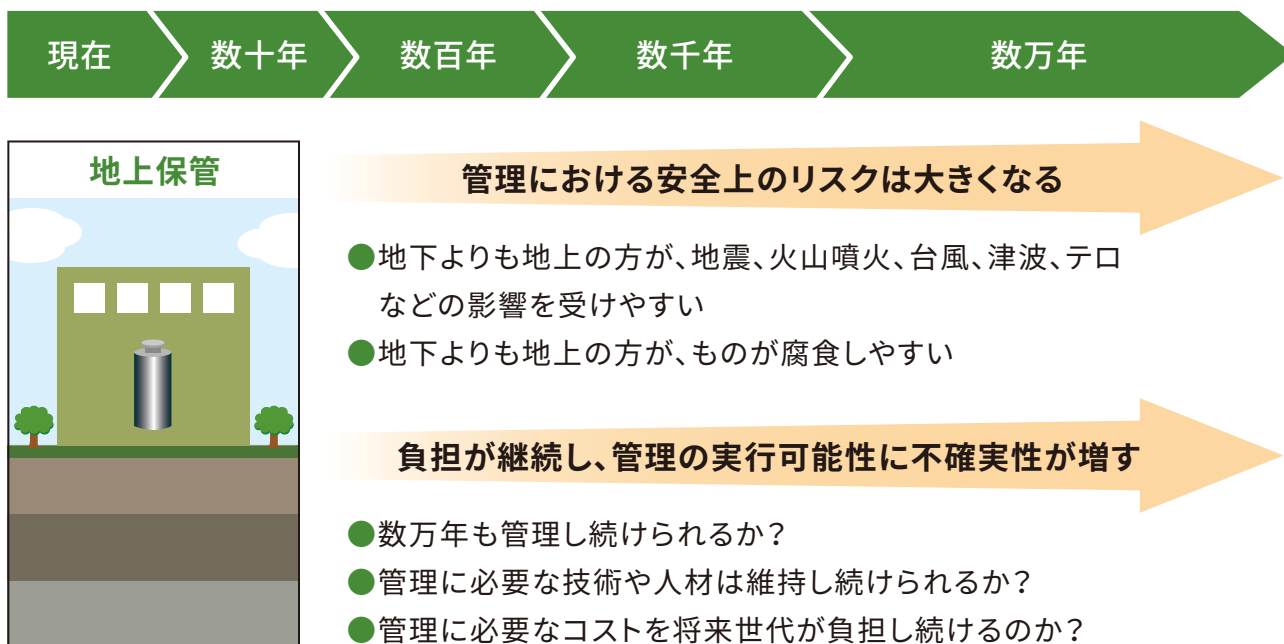 現在 数十年 数百年 数千年 数万年
地上保管
管理における安全上のリスクは大きくなる
●地下よりも地上の方が、地震、火山噴火、台風、津波、テロ
などの影響を受けやすい
●地下よりも地上の方が、ものが腐食しやすい
負担が継続し、管理の実行可能性に不確実性が増す
●数万年も管理し続けられるか？
●管理に必要な技術や人材は維持し続けられるか？
●管理に必要なコストを将来世代が負担し続けるのか？